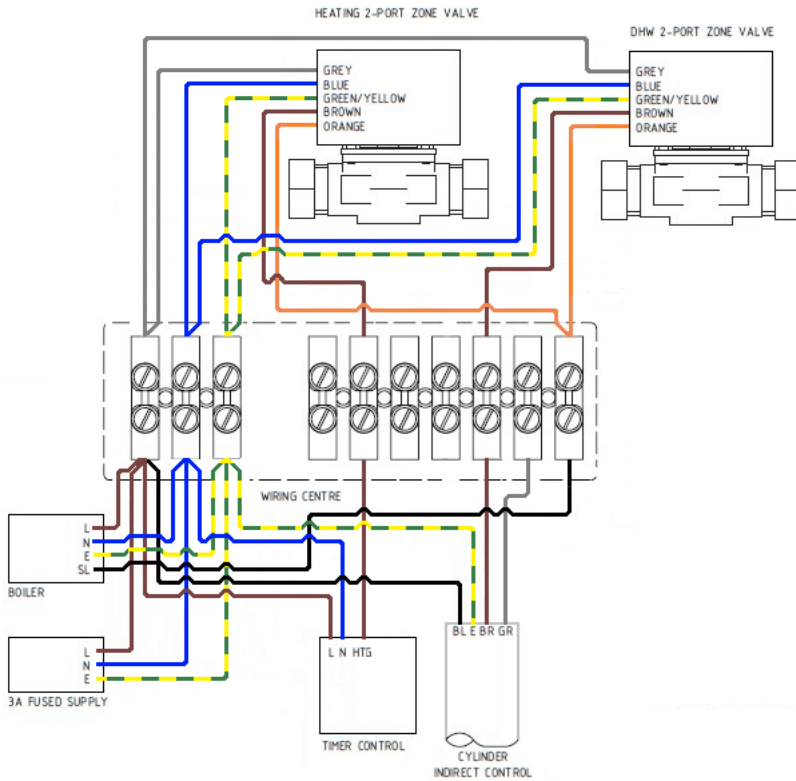 HEATING 2-PORT ZONE VALVE
DHW 2-PORT ZONE VALVE
GREY
BLUE
GREEN/YELLOW
BROWN
ORANGE
GREY
BLUE
GREEN/YELLOW
BROWN
ORANGE
WIRING CENTRE
L
N
E
SL
BOILER
L
N
E
3A FUSED SUPPLY
L N HTG
TIMER CONTROL
BL E BR GR
CYLINDER
INDIRECT CONTROL